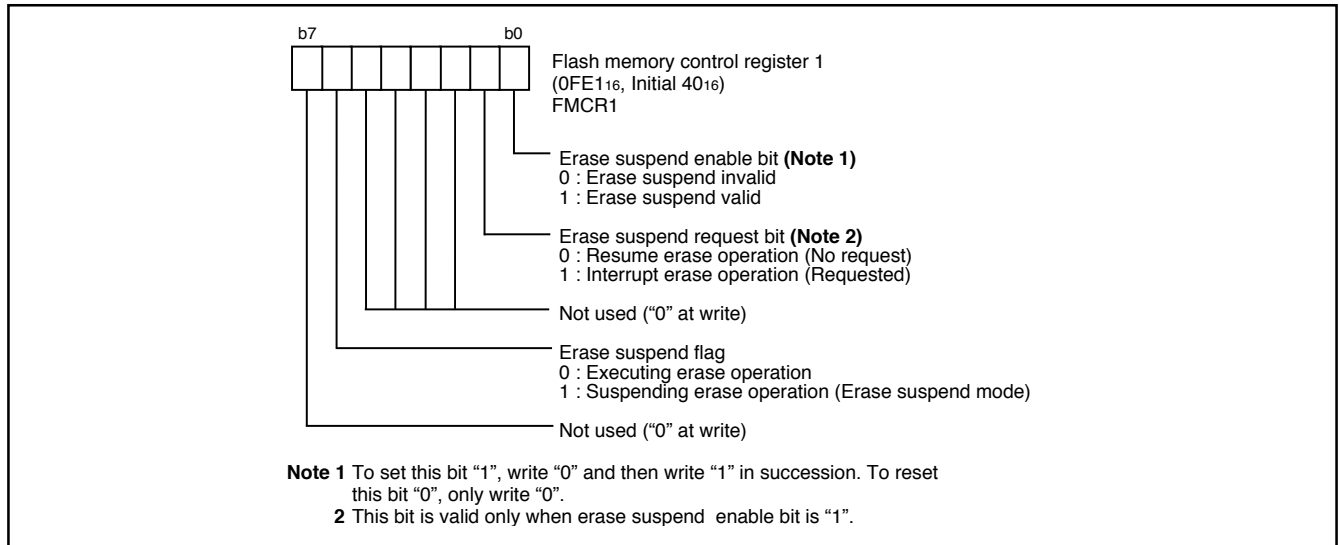 b7 b0
Flash memory control register 1
(0FE116, Initial 4016)
FMCR1
Erase suspend enable bit (Note 1)
0 : Erase suspend invalid
1 : Erase suspend valid
Erase suspend request bit (Note 2)
0 : Resume erase operation (No request)
1 : Interrupt erase operation (Requested)
Not used (“0” at write)
Erase suspend flag
0 : Executing erase operation
1 : Suspending erase operation (Erase suspend mode)
Not used (“0” at write)
Note 1 To set this bit “1”, write “0” and then write “1” in succession. To reset
this bit “0”, only write “0”.
2 This bit is valid only when erase suspend enable bit is “1”.